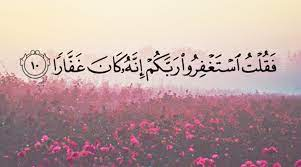 فَقُلْتُ ٱسْتَغْفِرُوا۟ رَبَّكُمْ إِنَّهُۥ كَانَ غَفَّارًا ١٠